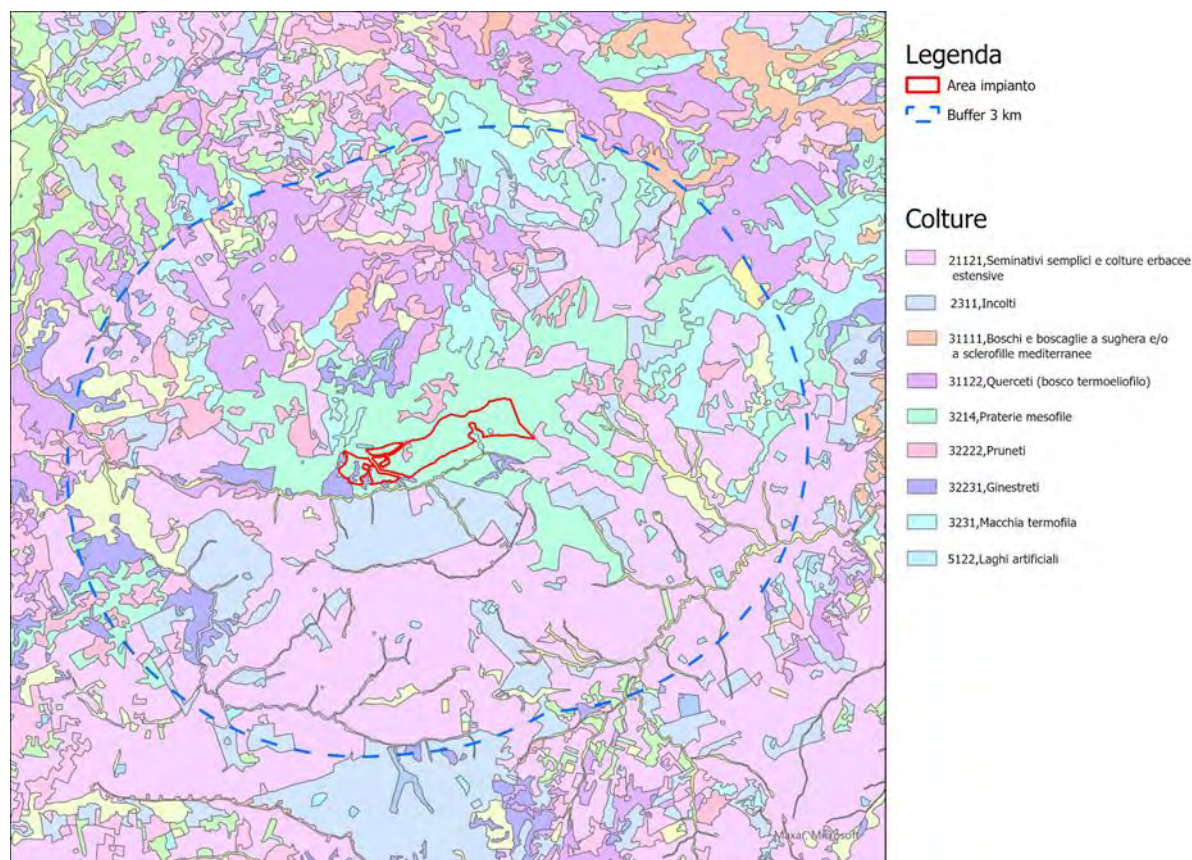 Legenda
Area impianto
Buffer 3 km
Colture
21121,Seminativi semplici e colture erbacee
estensive
2311,Incolti
31111,Boschi e boscaglie a sughera e/o
a sclerofille mediterranee
31122,Querceti (bosco termoeliofilo)
3214,Praterie mesofile
32222,Pruneti
32231,Ginestreti
3231,Macchia termofila
5122,Laghi artificiali
Maxar, Microsoft